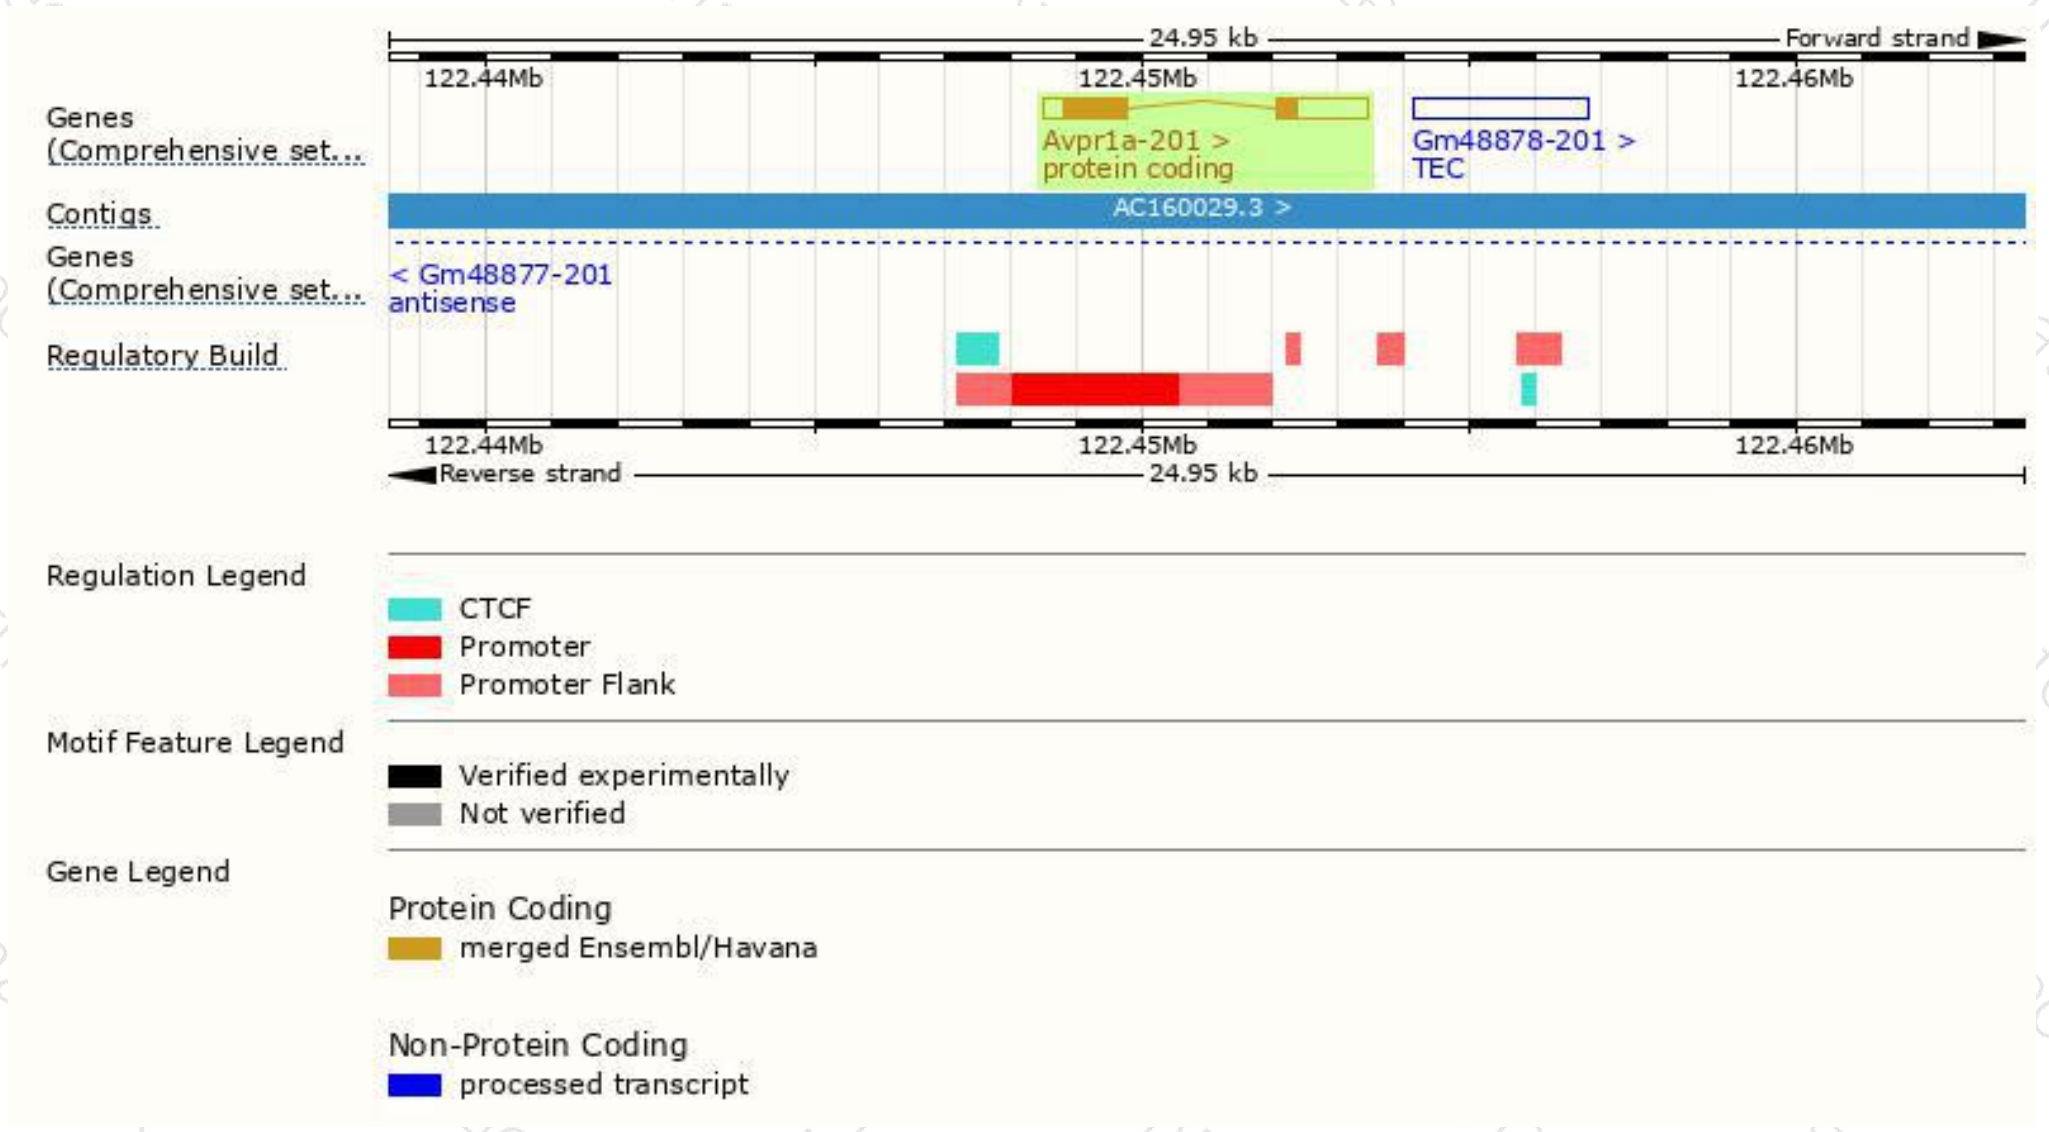 24.95 kb Forward strand
122.44Mb 122.45Mb 122.46Mb
Genes
(Comprehensive set...
Avpr1a-201 >
protein coding
Gm48878-201 >
TEC
Contigs
AC160029.3 >
Genes
(Comprehensive set...
< Gm48877-201
antisense
Regulatory Build
122.44Mb 122.45Mb 122.46Mb
Reverse strand 24.95 kb
Regulation Legend
CTCF
Promoter
Promoter Flank
Motif Feature Legend
Verified experimentally
Not verified
Gene Legend
Protein Coding
merged Ensembl/Havana
Non-Protein Coding
processed transcript